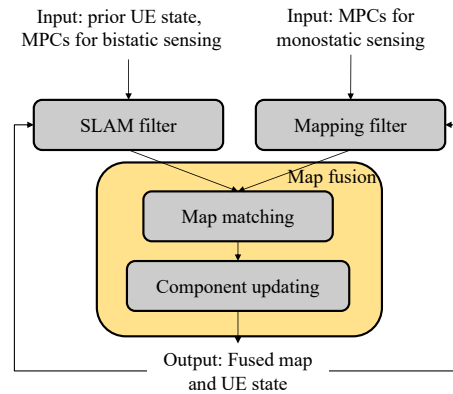 Input: prior UE state,
MPCs for bistatic sensing
Input: MPCs for
monostatic sensing
SLAM filter
Mapping filter
Map fusion
Map matching
Component updating
Output: Fused map
and UE state